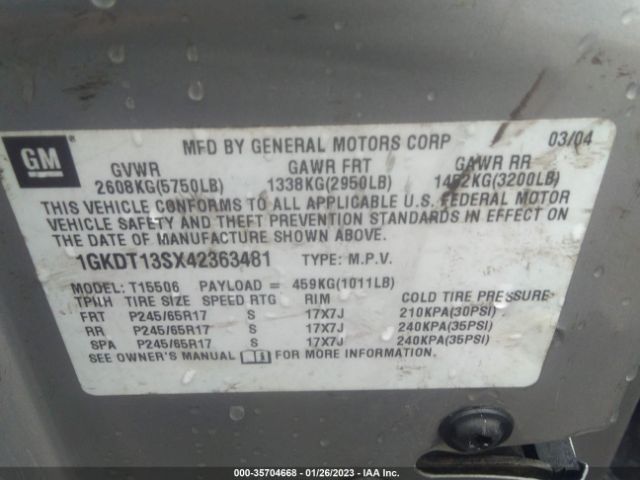 GM
MFD BY GENERAL MOTORS CORP 03/04
GVWR GAWR FRT GAWR RR
2608KG(5750LB) 1338KG(2950LB) 1452KG(3200LB)
THIS VEHICLE CONFORMS TO ALL APPLICABLE U.S. FEDERAL MOTOR
VEHICLE SAFETY AND THEFT PREVENTION STANDARDS IN EFFECT ON
THE DATE OF MANUFACTURE SHOWN ABOVE.
1GKDT13SX42363481 TYPE: M.P.V.
MODEL: T15506 PAYLOAD = 459KG(1011LB)
TPLH TIRE SIZE SPEED RTG RIM COLD TIRE PRESSURE
FRT P245/65R17 S 17X7J 210KPA(30PSI)
RR P245/65R17 S 17X7J 240KPA(35PSI)
SPA P245/65R17 S 17X7J 240KPA(35PSI)
SEE OWNER'S MANUAL FOR MORE INFORMATION.
000-35704668 - 01/26/2023 - IAA Inc.